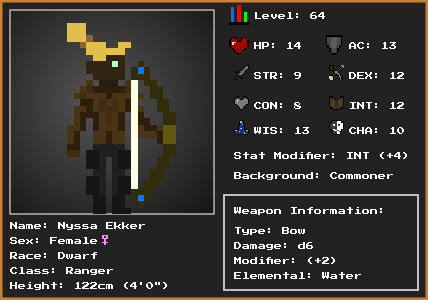 Level: 64
HP: 14
AC: 13
STR: 9
DEX: 12
CON: 8
INT: 12
WIS: 13
CHA: 10
Stat Modifier: INT (+4)
Background: Commoner
Name: Nyssa Ekker
Sex: Female♀
Race: Dwarf
Class: Ranger
Height: 122cm (4'0")
Weapon Information:
Type: Bow
Damage: d6
Modifier: (+2)
Elemental: Water